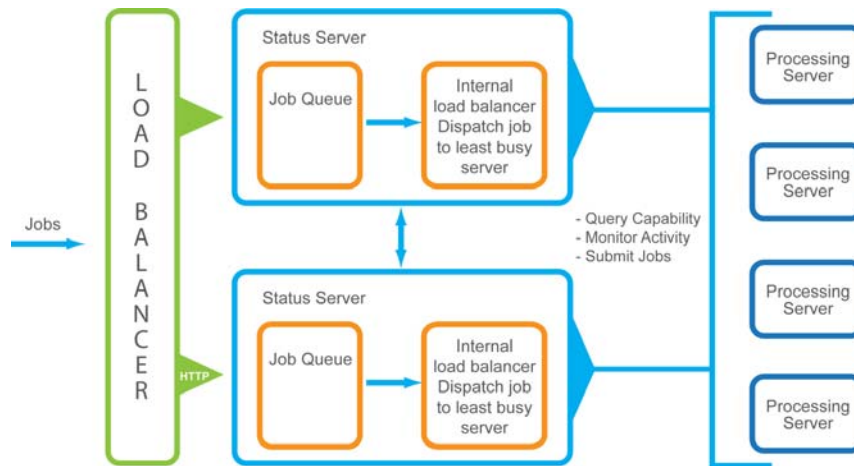 Jobs
LOAD BALANCER
HTTP
Status Server
Job Queue
Internal
load balancer
Dispatch job
to least busy
server
Status Server
Job Queue
Internal
load balancer
Dispatch job
to least busy
server
- Query Capability
- Monitor Activity
- Submit Jobs
Processing
Server
Processing
Server
Processing
Server
Processing
Server